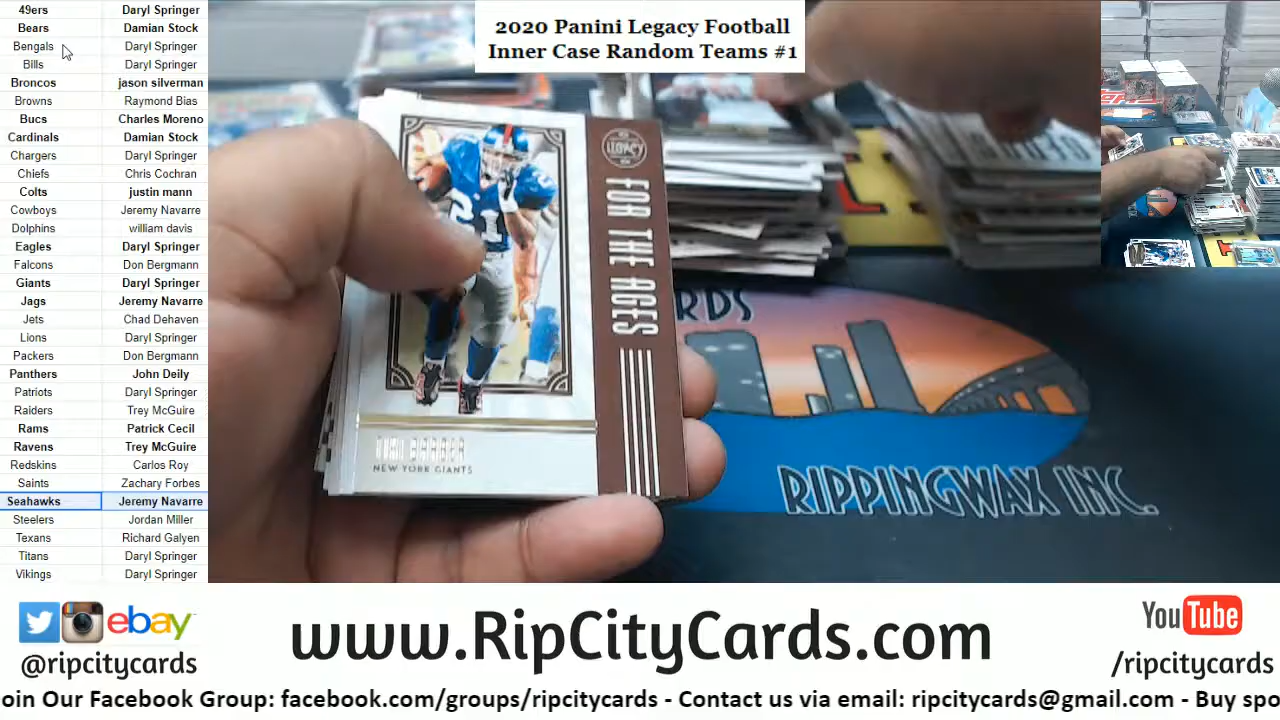 49ers Daryl Springer
Bears Damian Stock
Bengals Daryl Springer
Bills Daryl Springer
Broncos jason silverman
Browns Raymond Bias
Bucs Charles Moreno
Cardinals Damian Stock
Chargers Daryl Springer
Chiefs Chris Cochran
Colts justin mann
Cowboys Jeremy Navarre
Dolphins william davis
Eagles Daryl Springer
Falcons Don Bergmann
Giants Daryl Springer
Jags Jeremy Navarre
Jets Chad Dehaven
Lions Daryl Springer
Packers Don Bergmann
Panthers John Deily
Patriots Daryl Springer
Raiders Trey McGuire
Rams Patrick Cecil
Ravens Trey McGuire
Redskins Carlos Roy
Saints Zachary Forbes
Seahawks Jeremy Navarre
Steelers Jordan Miller
Texans Richard Galyen
Titans Daryl Springer
Vikings Daryl Springer
2020 Panini Legacy Football
Inner Case Random Teams #1
LEGACY
FOR THE AGES
21
BARBER
NEW YORK GIANTS
RDS
RIPPINGWAX INC.
ebay
@ripcitycards
www.RipCityCards.com
YouTube
/ripcitycards
oin Our Facebook Group: facebook.com/groups/ripcitycards - Contact us via email: ripcitycards@gmail.com - Buy spo